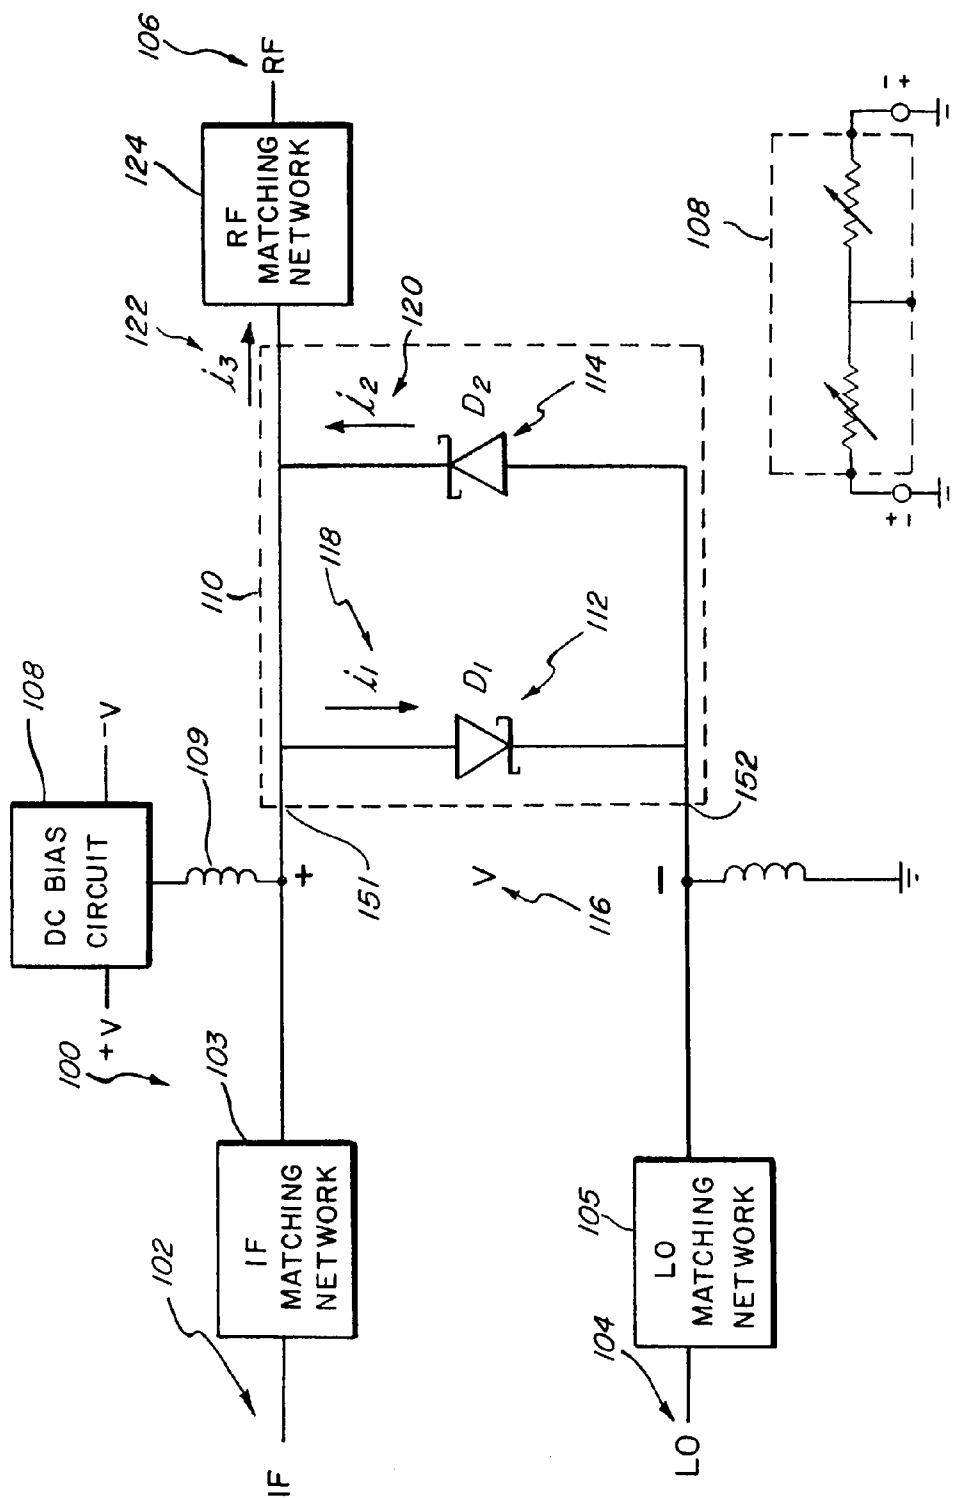 DC BIAS
CIRCUIT
108
+V
-V
109
100
102
IF
103
IF
MATCHING
NETWORK
+
151
110
118
i1
D1
112
i2
120
D2
114
122
i3
124
RF
MATCHING
NETWORK
106
RF
V
116
−
152
104
LO
105
LO
MATCHING
NETWORK
108
+
−
−
+